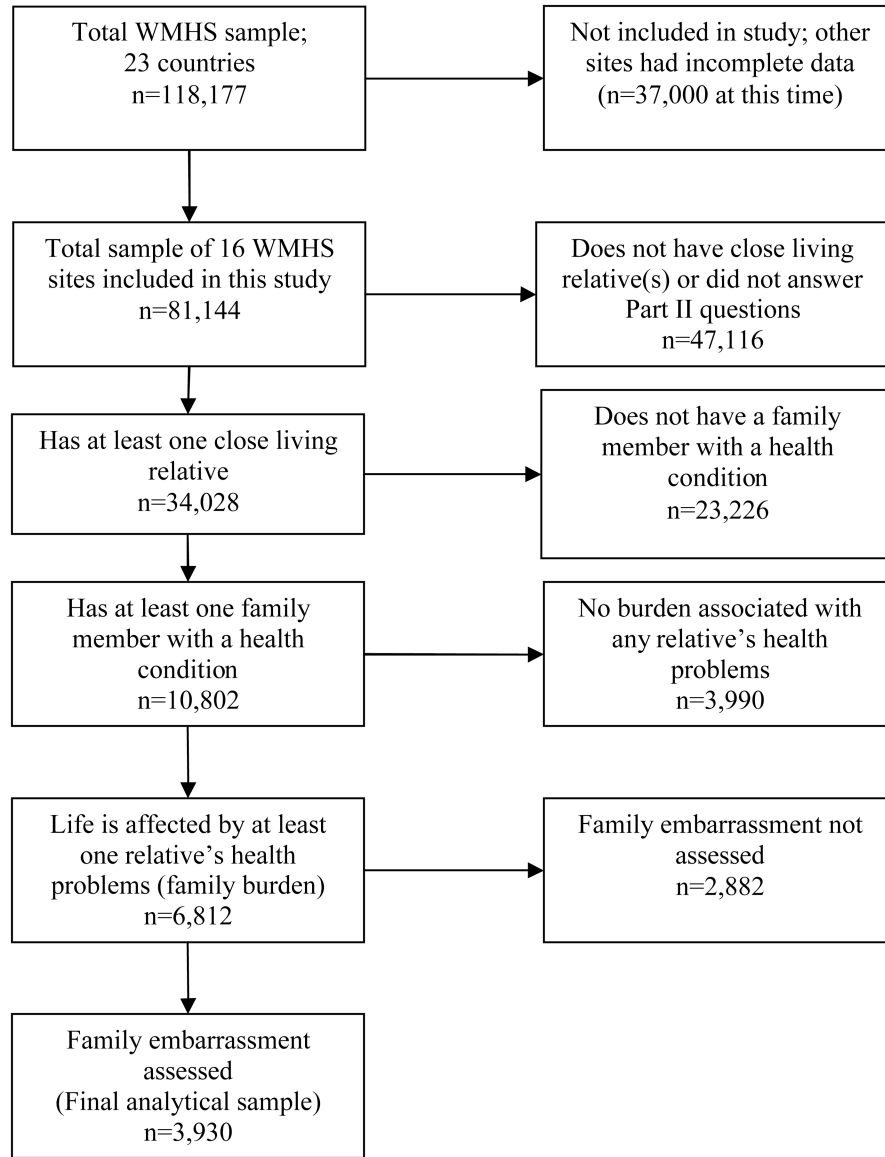 Total WMHS sample;
23 countries
n=118,177
Not included in study; other
sites had incomplete data
(n=37,000 at this time)
Total sample of 16 WMHS
sites included in this study
n=81,144
Does not have close living
relative(s) or did not answer
Part II questions
n=47,116
Has at least one close living
relative
n=34,028
Does not have a family
member with a health
condition
n=23,226
Has at least one family
member with a health
condition
n=10,802
No burden associated with
any relative’s health
problems
n=3,990
Life is affected by at least
one relative’s health
problems (family burden)
n=6,812
Family embarrassment not
assessed
n=2,882
Family embarrassment
assessed
(Final analytical sample)
n=3,930